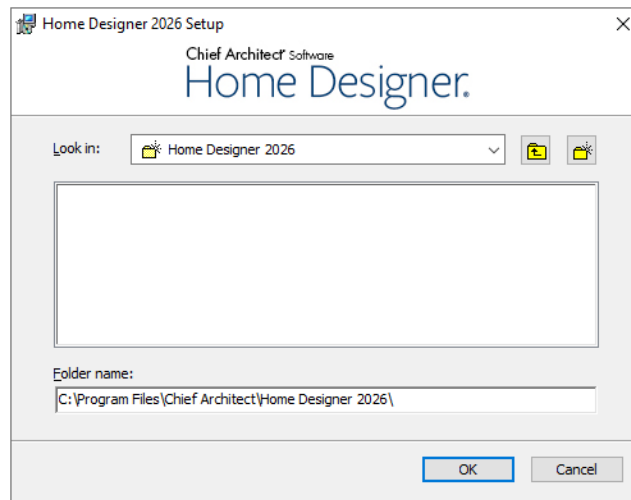 Home Designer 2026 Setup
Chief Architect® Software
Home Designer®
Look in: Home Designer 2026
Folder name:
C:\Program Files\Chief Architect\Home Designer 2026\
OK Cancel